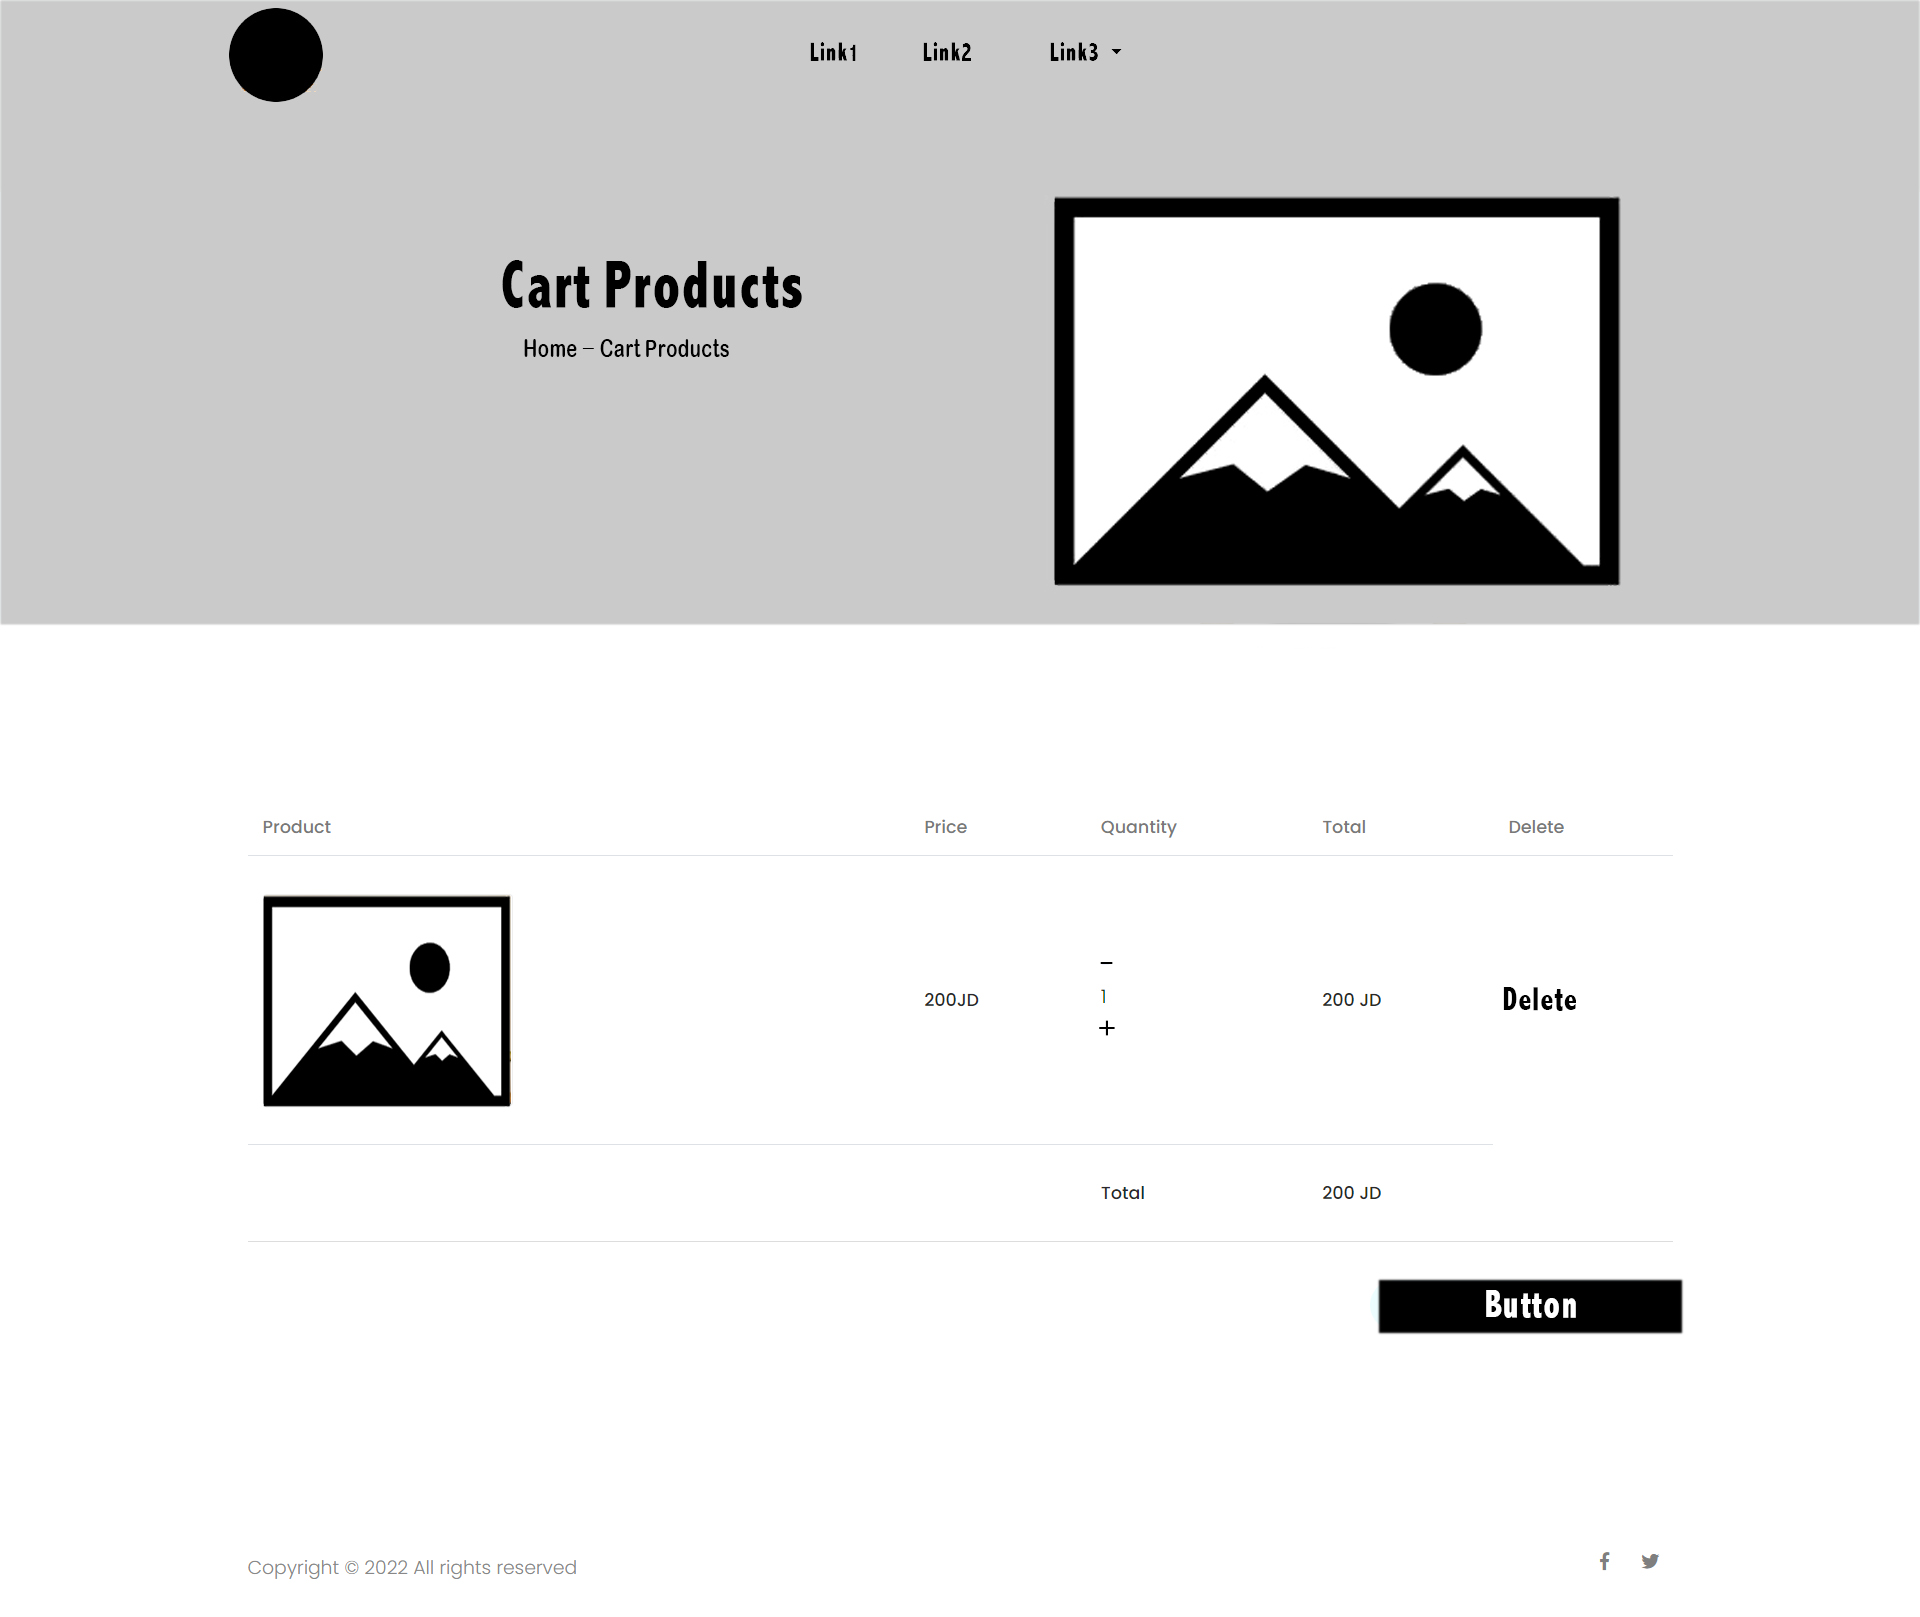 Link1 Link2 Link3
Cart Products
Home – Cart Products
Product Price Quantity Total Delete
−
200JD 1 200 JD Delete
+
Total 200 JD
Button
Copyright © 2022 All rights reserved